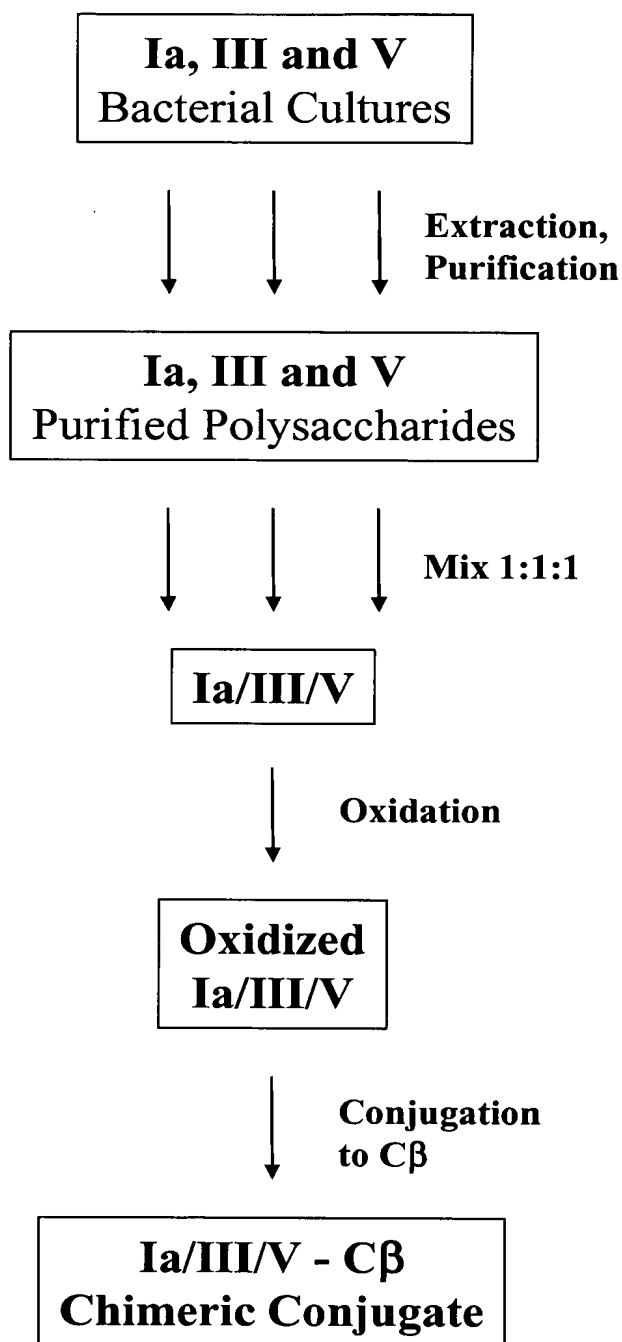 Ia, III and V
Bacterial Cultures
Extraction,
Purification
Ia, III and V
Purified Polysaccharides
Mix 1:1:1
Ia/III/V
Oxidation
Oxidized
Ia/III/V
Conjugation
to Cβ
Ia/III/V - Cβ
Chimeric Conjugate